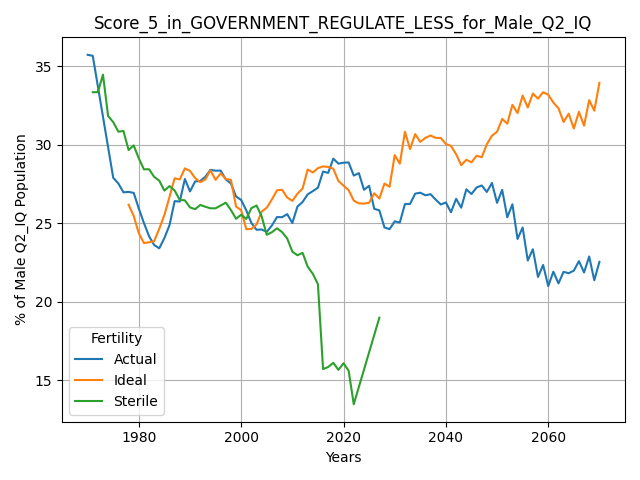 Score_5_in_GOVERNMENT_REGULATE_LESS_for_Male_Q2_IQ
% of Male Q2_IQ Population
35
30
25
20
15
Fertility
Actual
Ideal
Sterile
1980
2000
2020
2040
2060
Years